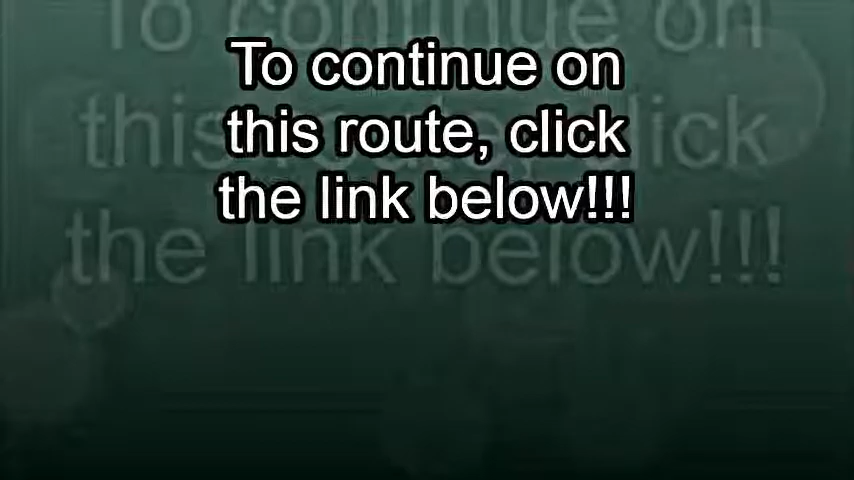 To continue on
this route, click
the link below!!!